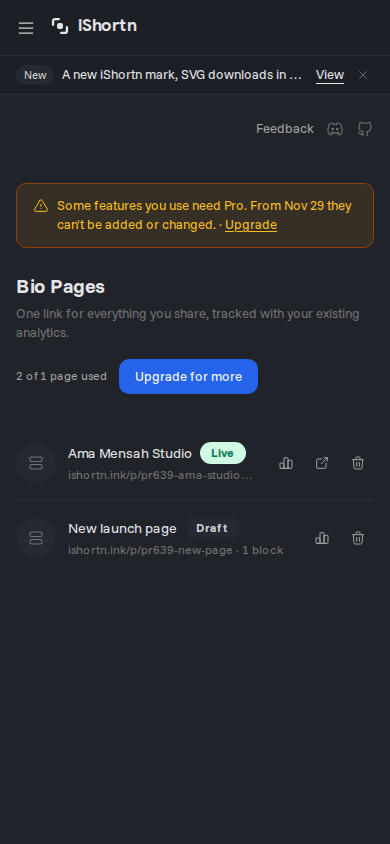 iShortn
New A new iShortn mark, SVG downloads in ... View
Feedback
Some features you use need Pro. From Nov 29 they
can't be added or changed. · Upgrade
Bio Pages
One link for everything you share, tracked with your existing
analytics.
2 of 1 page used Upgrade for more
Ama Mensah Studio Live
ishortn.ink/p/pr639-ama-studio...
New launch page Draft
ishortn.ink/p/pr639-new-page · 1 block